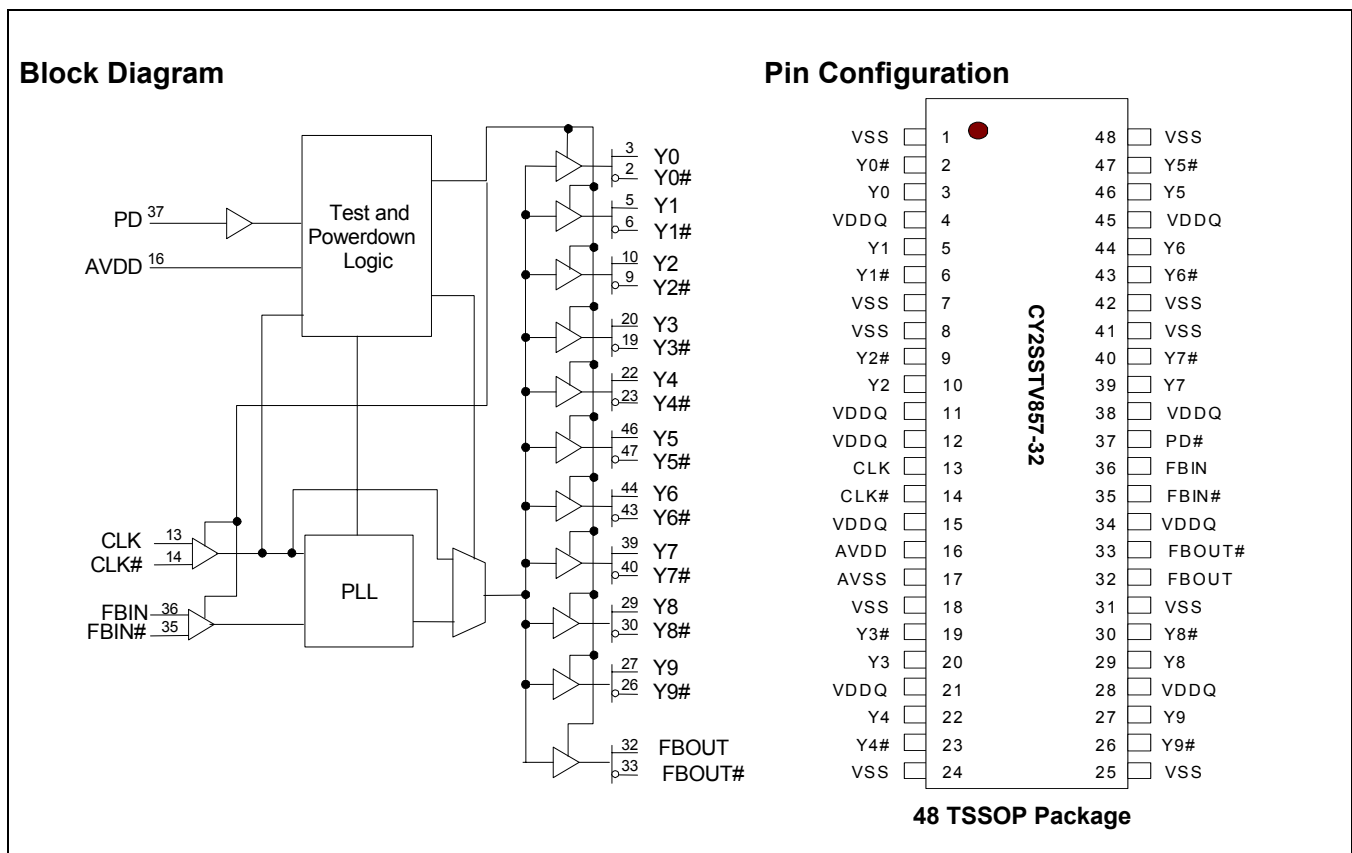 Block Diagram
Pin Configuration
PD 37
AVDD 16
Test and
Powerdown
Logic
3 Y0
2 Y0#
5 Y1
6 Y1#
10 Y2
9 Y2#
20 Y3
19 Y3#
22 Y4
23 Y4#
46 Y5
47 Y5#
44 Y6
43 Y6#
39 Y7
40 Y7#
29 Y8
30 Y8#
27 Y9
26 Y9#
32 FBOUT
33 FBOUT#
CLK 13
CLK# 14
FBIN 36
FBIN# 35
PLL
VSS 1 48 VSS
Y0# 2 47 Y5#
Y0 3 46 Y5
VDDQ 4 45 VDDQ
Y1 5 44 Y6
Y1# 6 43 Y6#
VSS 7 42 VSS
VSS 8 41 VSS
Y2# 9 40 Y7#
Y2 10 39 Y7
VDDQ 11 38 VDDQ
VDDQ 12 37 PD#
CLK 13 36 FBIN
CLK# 14 35 FBIN#
VDDQ 15 34 VDDQ
AVDD 16 33 FBOUT#
AVSS 17 32 FBOUT
VSS 18 31 VSS
Y3# 19 30 Y8#
Y3 20 29 Y8
VDDQ 21 28 VDDQ
Y4 22 27 Y9
Y4# 23 26 Y9#
VSS 24 25 VSS
CY2SSTV857-32
48 TSSOP Package